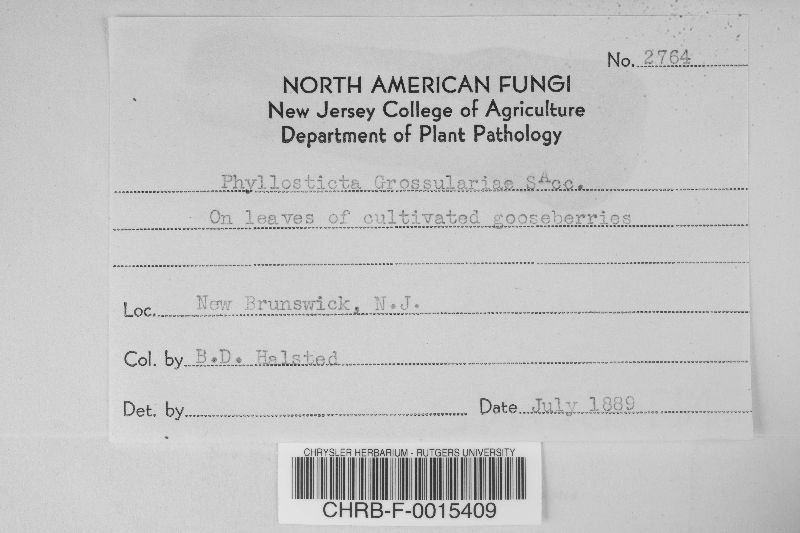 No. 2764
NORTH AMERICAN FUNGI
New Jersey College of Agriculture
Department of Plant Pathology
Phyllosticta Grossulariae SAcc.
On leaves of cultivated gooseberries
Loc. New Brunswick, N.J.
Col. by B.D. Halsted
Det. by Date July 1889
CHRYSLER HERBARIUM - RUTGERS UNIVERSITY
CHRB-F-0015409